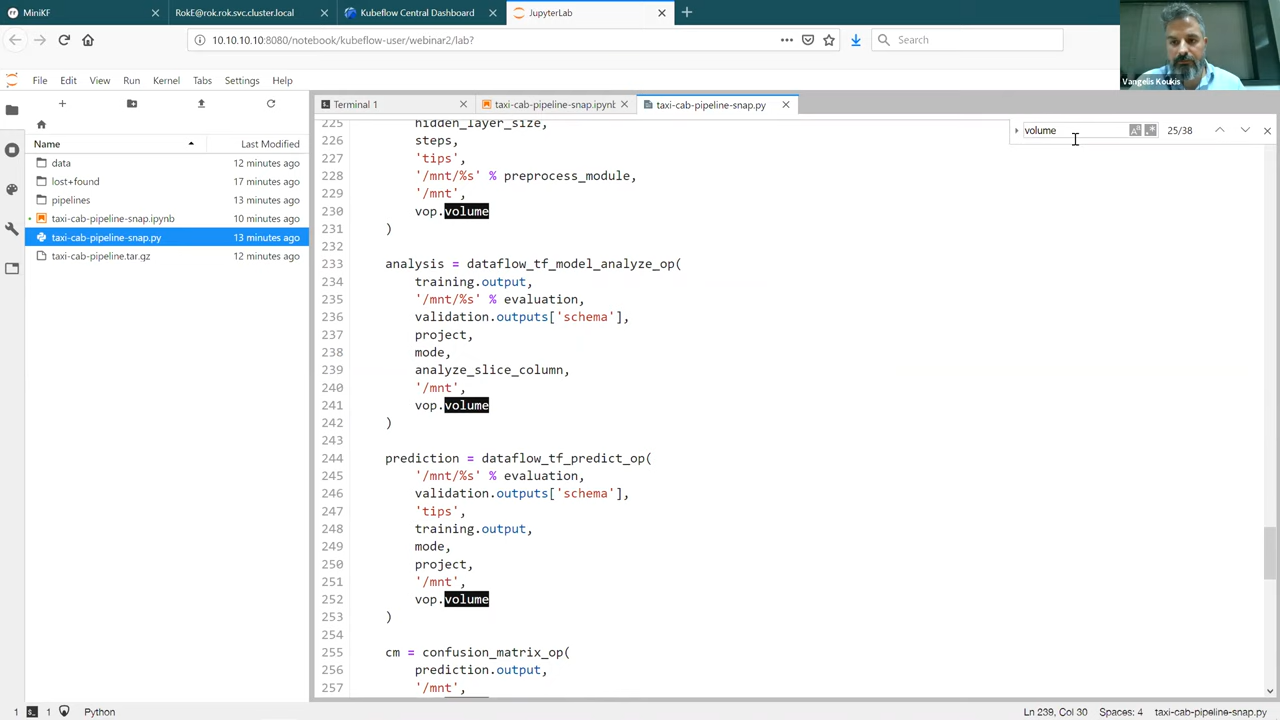 MiniKF
RokE@rok.rok.svc.cluster.local
Kubeflow Central Dashboard
JupyterLab
10.10.10.10:8080/notebook/kubeflow-user/webinar2/lab?
Search
Vangelis Koukis
File Edit View Run Kernel Tabs Settings Help
Terminal 1
taxi-cab-pipeline-snap.ipynb
taxi-cab-pipeline-snap.py
Name Last Modified
data 12 minutes ago
lost+found 17 minutes ago
pipelines 9 minutes ago
taxi-cab-pipeline-snap.ipynb 10 minutes ago
taxi-cab-pipeline-snap.py 13 minutes ago
taxi-cab-pipeline.tar.gz 12 minutes ago
volume 25/38
225 hidden_layer_size,
226 steps,
227 'tips',
228 '/mnt/%s' % preprocess_module,
229 '/mnt',
230 vop.volume
231 )
232
233 analysis = dataflow_tf_model_analyze_op(
234 training.output,
235 '/mnt/%s' % evaluation,
236 validation.outputs['schema'],
237 project,
238 mode,
239 analyze_slice_column,
240 '/mnt',
241 vop.volume
242 )
243
244 prediction = dataflow_tf_predict_op(
245 '/mnt/%s' % evaluation,
246 validation.outputs['schema'],
247 'tips',
248 training.output,
249 mode,
250 project,
251 '/mnt',
252 vop.volume
253 )
254
255 cm = confusion_matrix_op(
256 prediction.output,
257 '/mnt',
1 1 Python
Ln 239, Col 30 Spaces: 4 taxi-cab-pipeline-snap.py